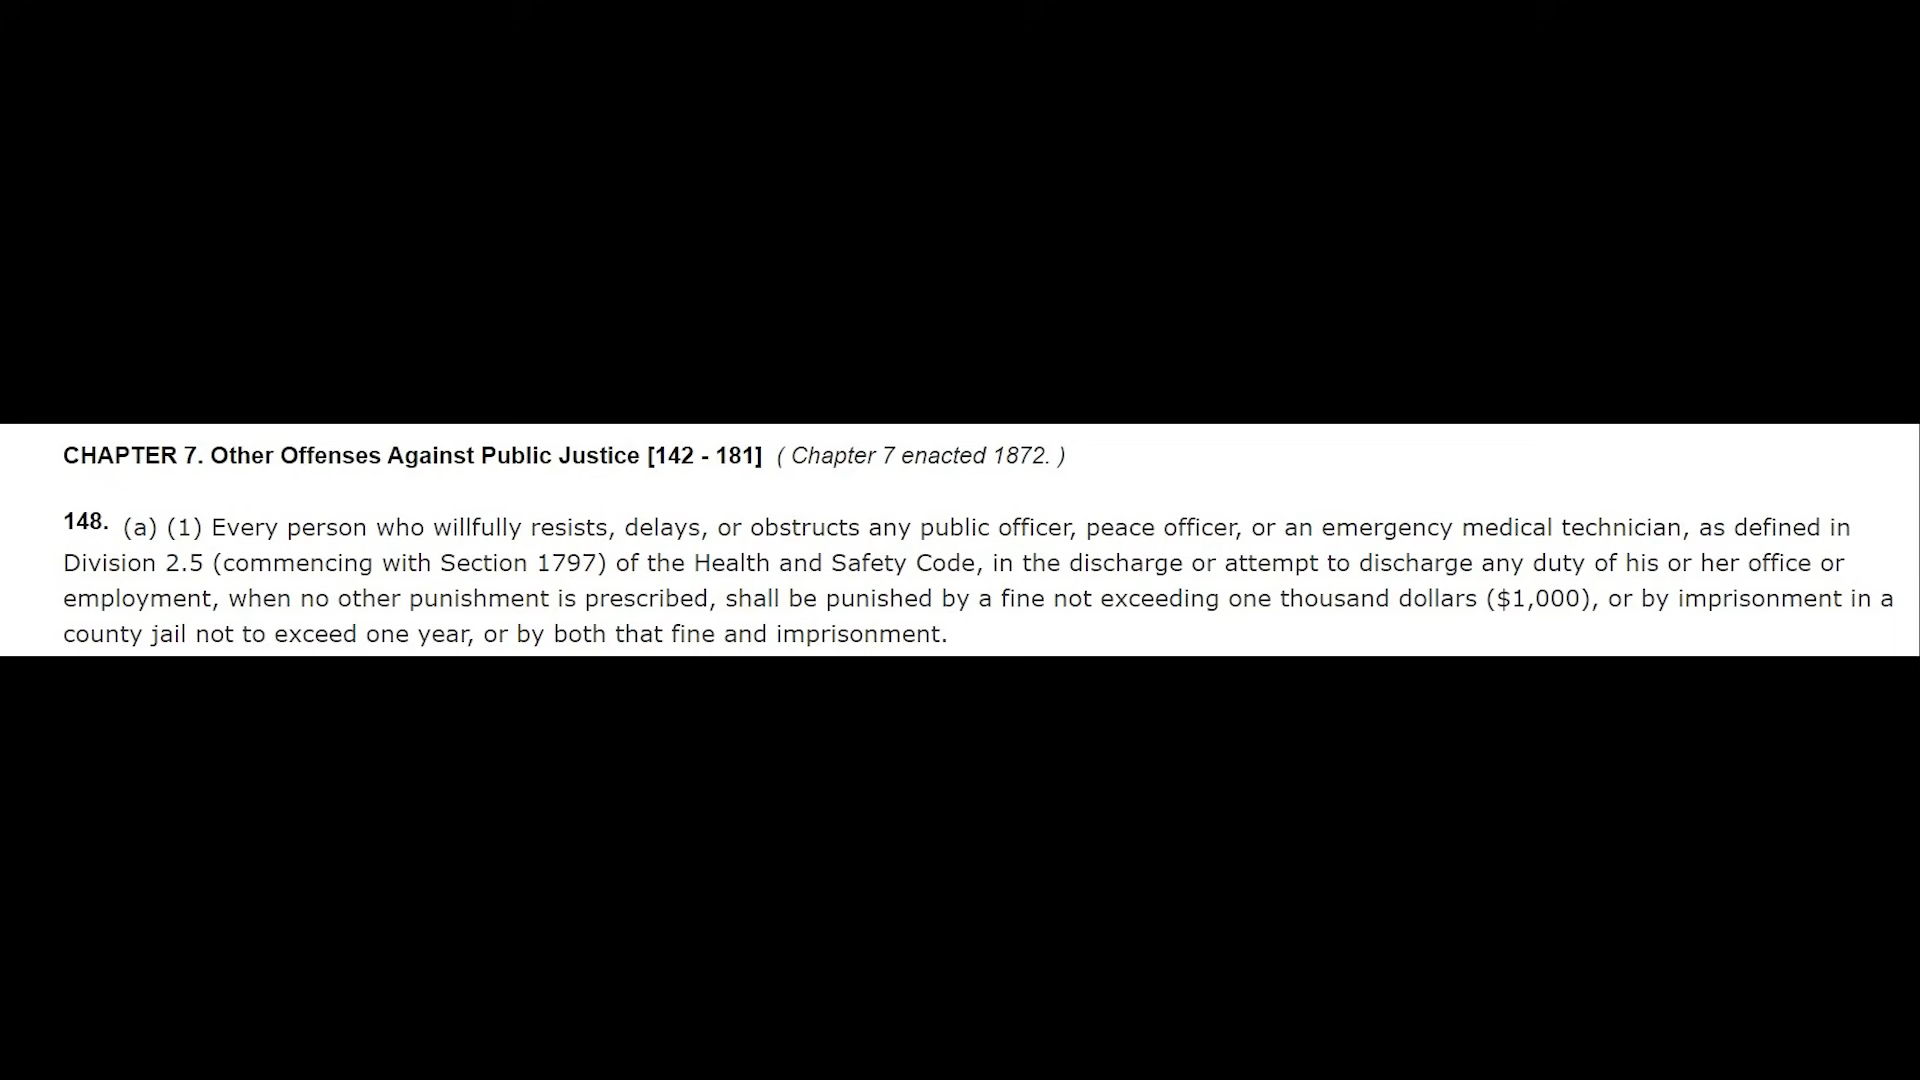 CHAPTER 7. Other Offenses Against Public Justice [142 - 181] ( Chapter 7 enacted 1872. )
148. (a) (1) Every person who willfully resists, delays, or obstructs any public officer, peace officer, or an emergency medical technician, as defined in
Division 2.5 (commencing with Section 1797) of the Health and Safety Code, in the discharge or attempt to discharge any duty of his or her office or
employment, when no other punishment is prescribed, shall be punished by a fine not exceeding one thousand dollars ($1,000), or by imprisonment in a
county jail not to exceed one year, or by both that fine and imprisonment.